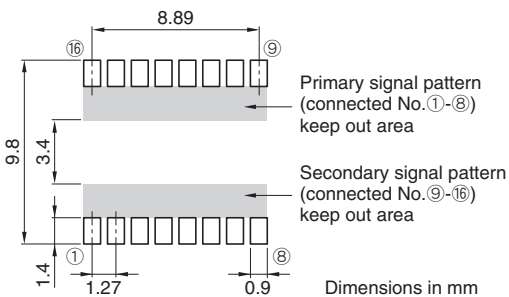 8.89
⑯ ⑨
Primary signal pattern
(connected No.①-⑧)
keep out area
9.8
3.4
Secondary signal pattern
(connected No.⑨-⑯)
keep out area
① ⑧
1.4
1.27 0.9 Dimensions in mm